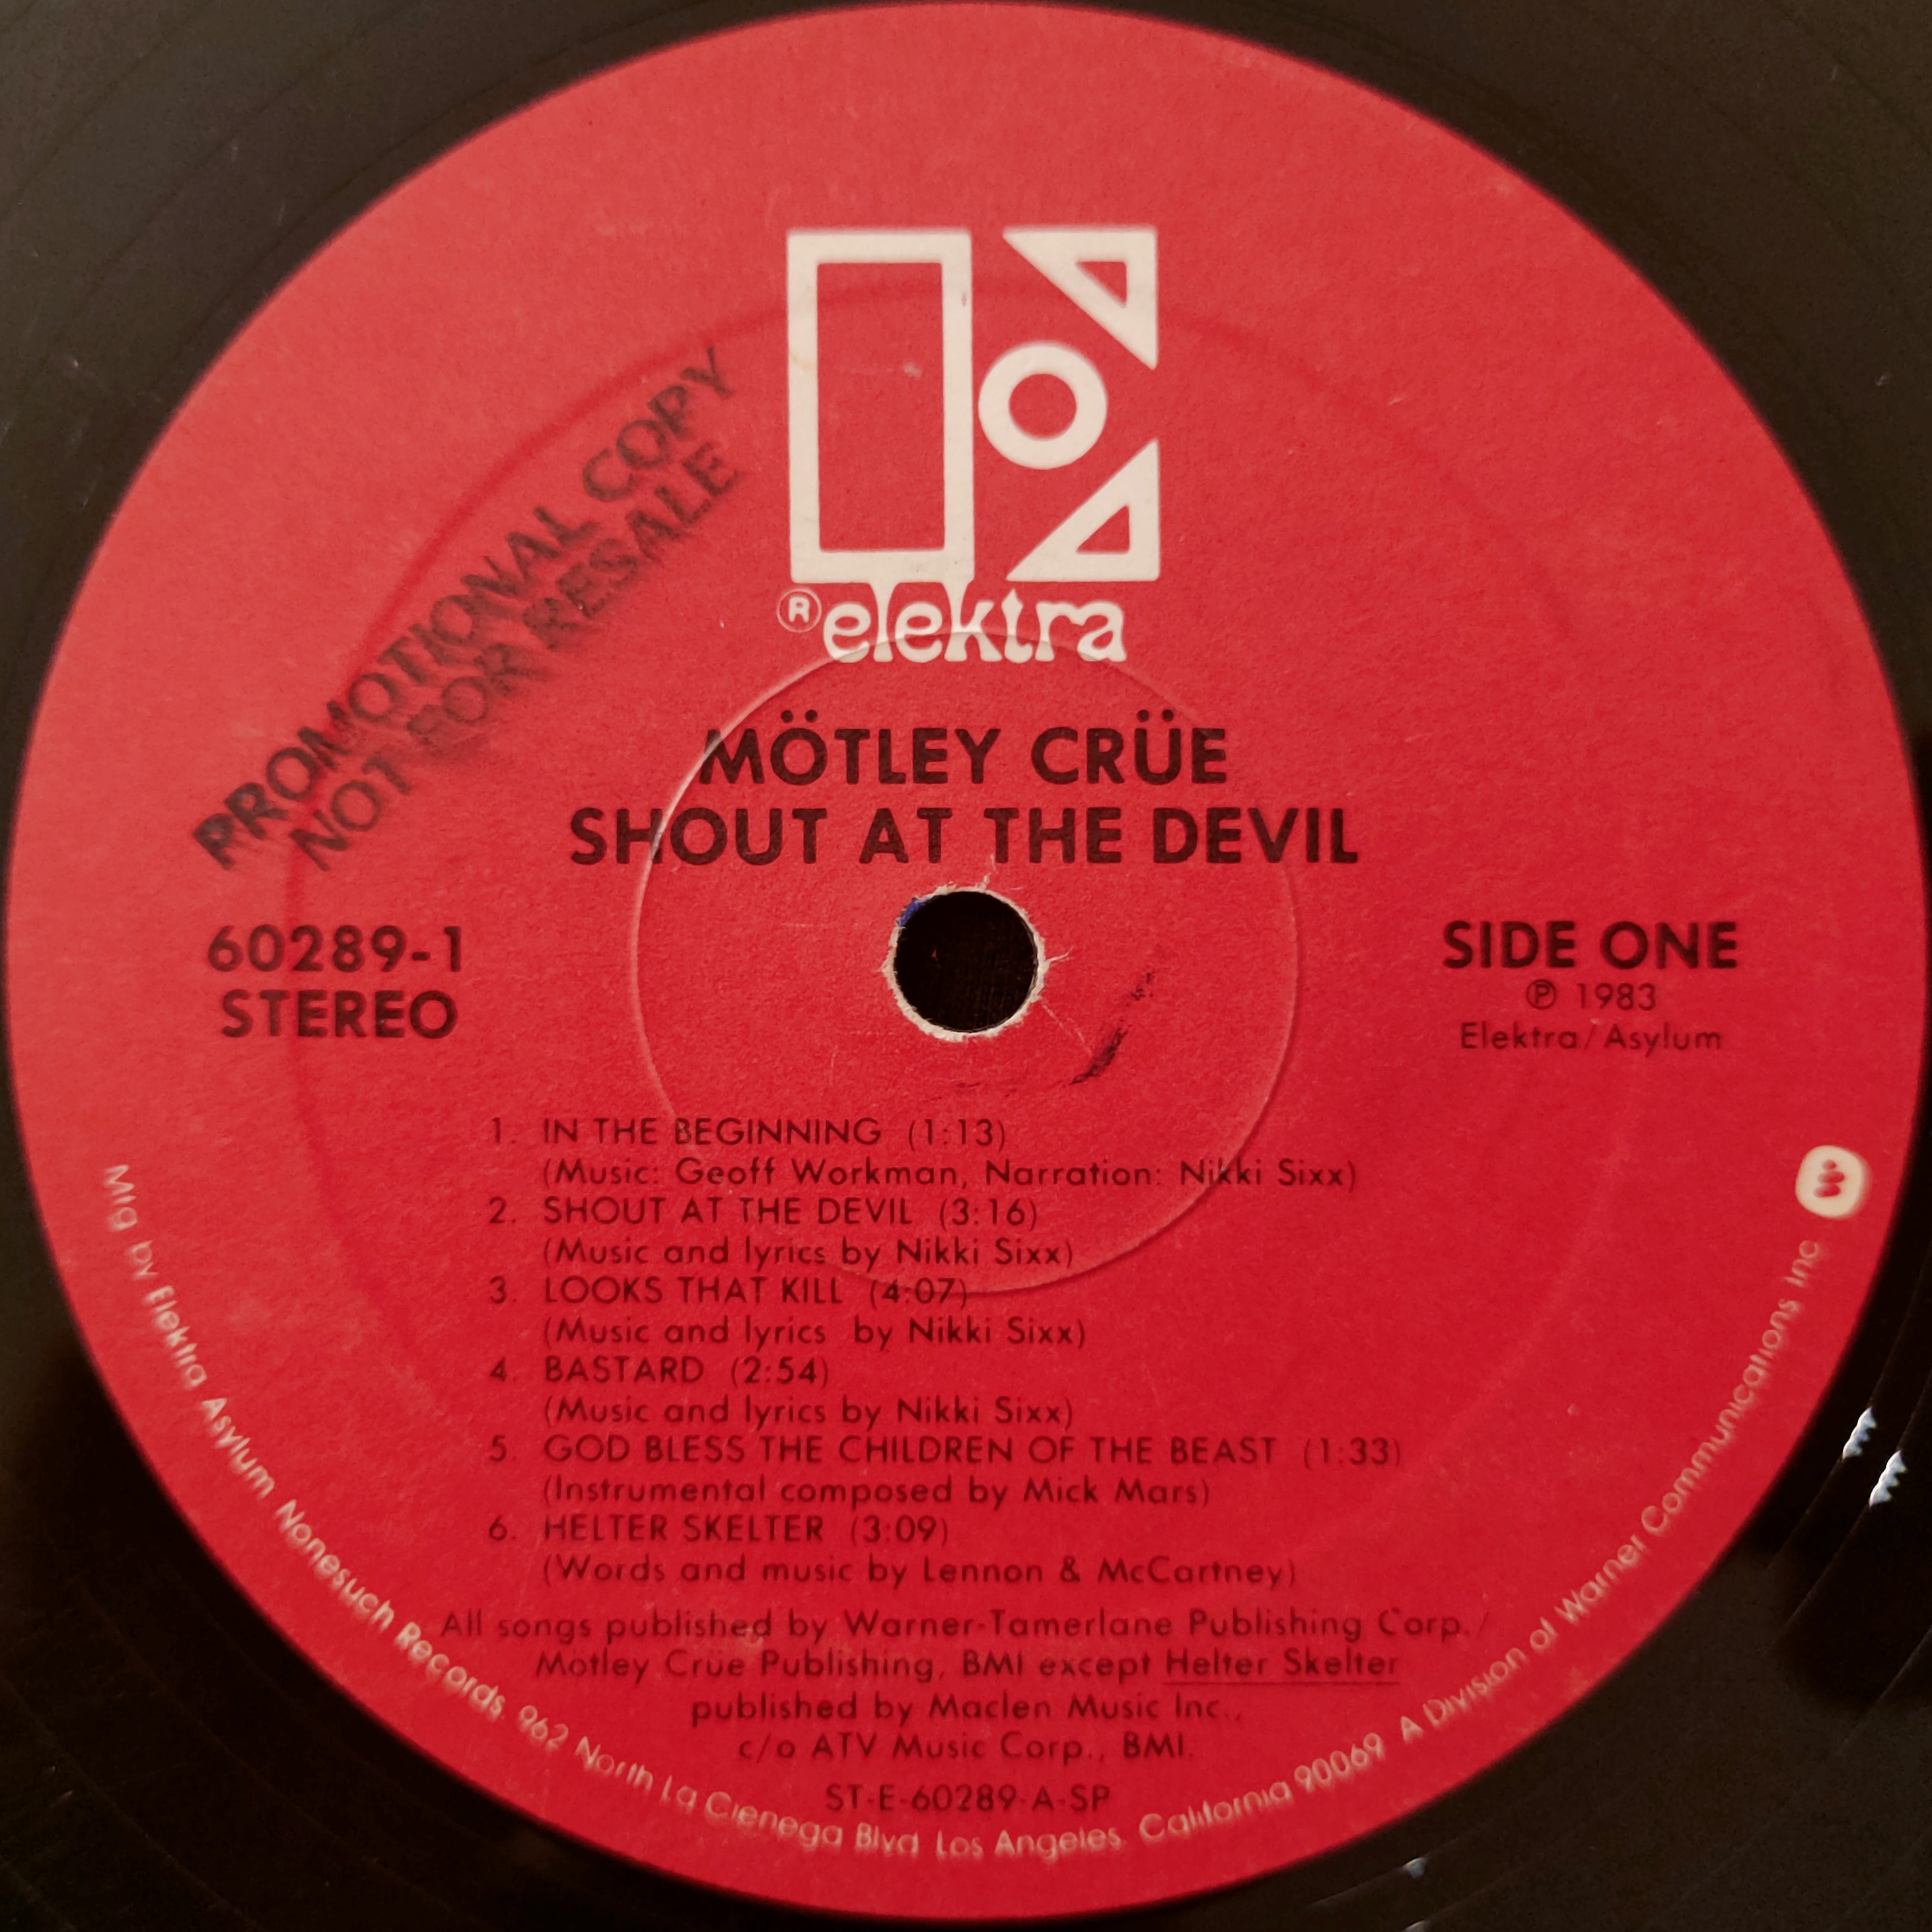 PROMOTIONAL COPY
NOT FOR RESALE
®elektra
MÖTLEY CRÜE
SHOUT AT THE DEVIL
60289-1
STEREO
SIDE ONE
℗ 1983
Elektra/Asylum
1. IN THE BEGINNING (1:13)
(Music: Geoff Workman, Narration: Nikki Sixx)
2. SHOUT AT THE DEVIL (3:16)
(Music and lyrics by Nikki Sixx)
3. LOOKS THAT KILL (4:07)
(Music and lyrics by Nikki Sixx)
4. BASTARD (2:54)
(Music and lyrics by Nikki Sixx)
5. GOD BLESS THE CHILDREN OF THE BEAST (1:33)
(Instrumental composed by Mick Mars)
6. HELTER SKELTER (3:09)
(Words and music by Lennon & McCartney)
All songs published by Warner-Tamerlane Publishing Corp./
Mötley Crüe Publishing, BMI except Helter Skelter
published by Maclen Music Inc.,
c/o ATV Music Corp., BMI.
ST-E-60289-A-SP
Mfg by Elektra Asylum Nonesuch Records, 962 North La Cienega Blvd Los Angeles, California 90069 A Division of Warner Communications Inc